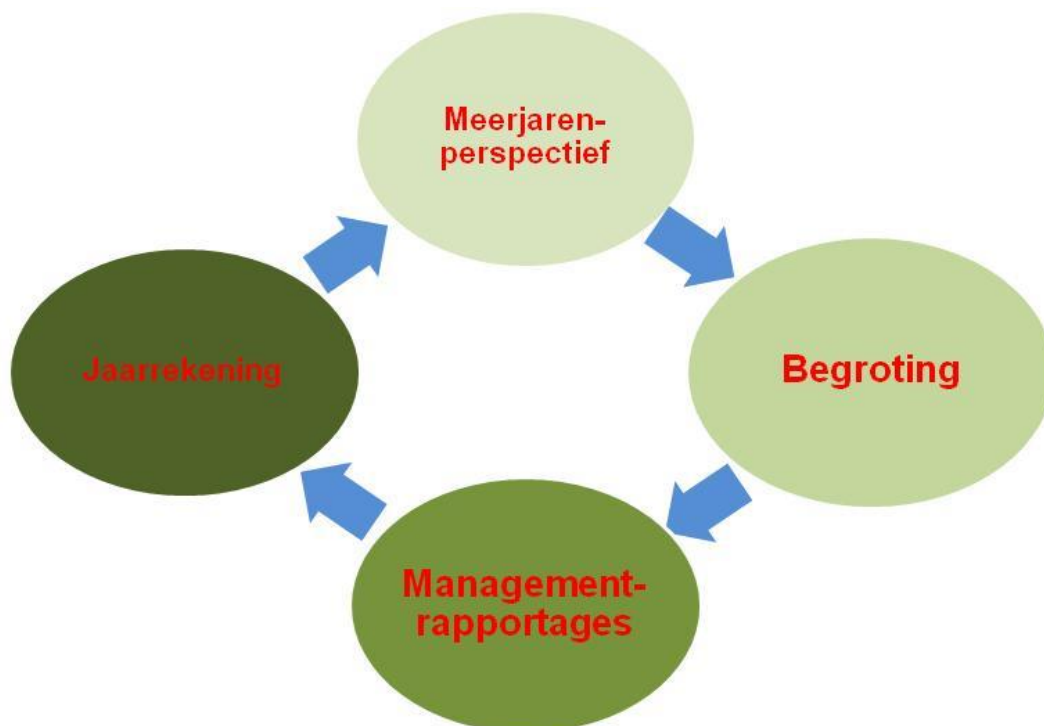 Meerjaren-
perspectief
Jaarrekening
Begroting
Management-
rapportages